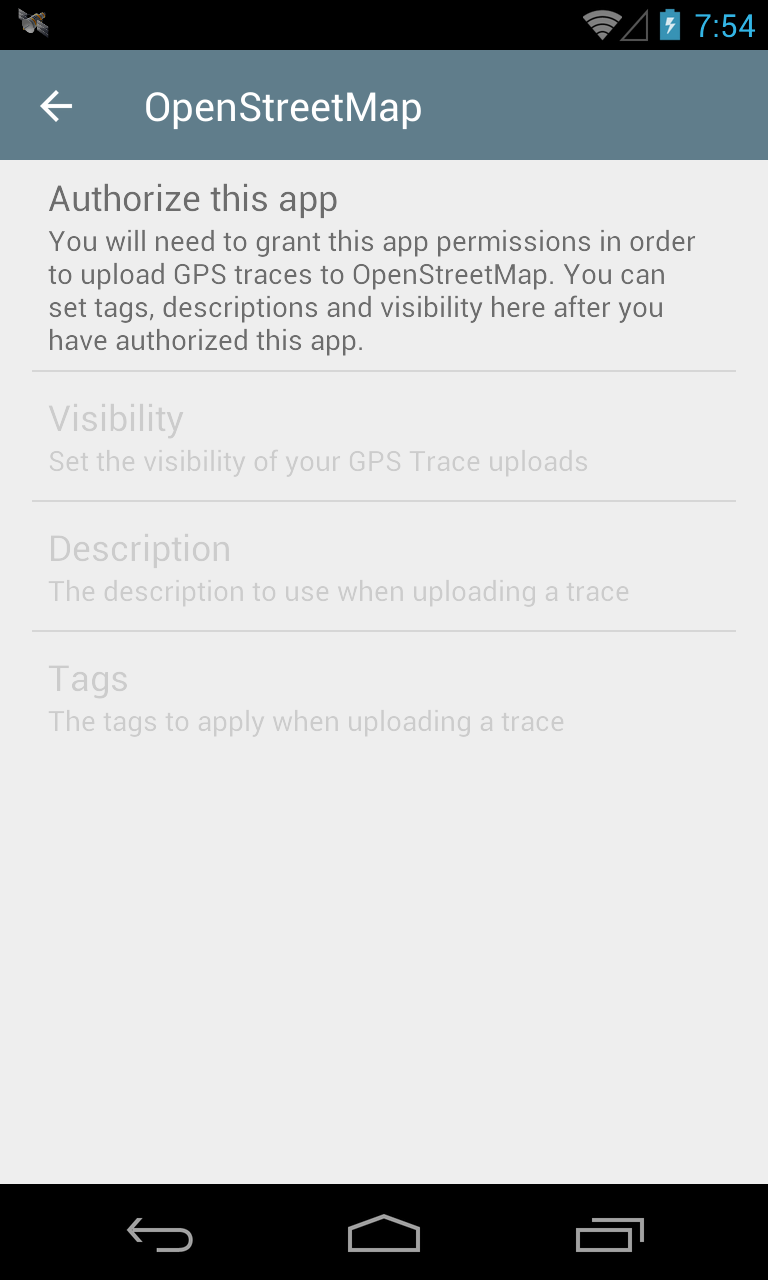 7:54
OpenStreetMap
Authorize this app
You will need to grant this app permissions in order
to upload GPS traces to OpenStreetMap. You can
set tags, descriptions and visibility here after you
have authorized this app.
Visibility
Set the visibility of your GPS Trace uploads
Description
The description to use when uploading a trace
Tags
The tags to apply when uploading a trace